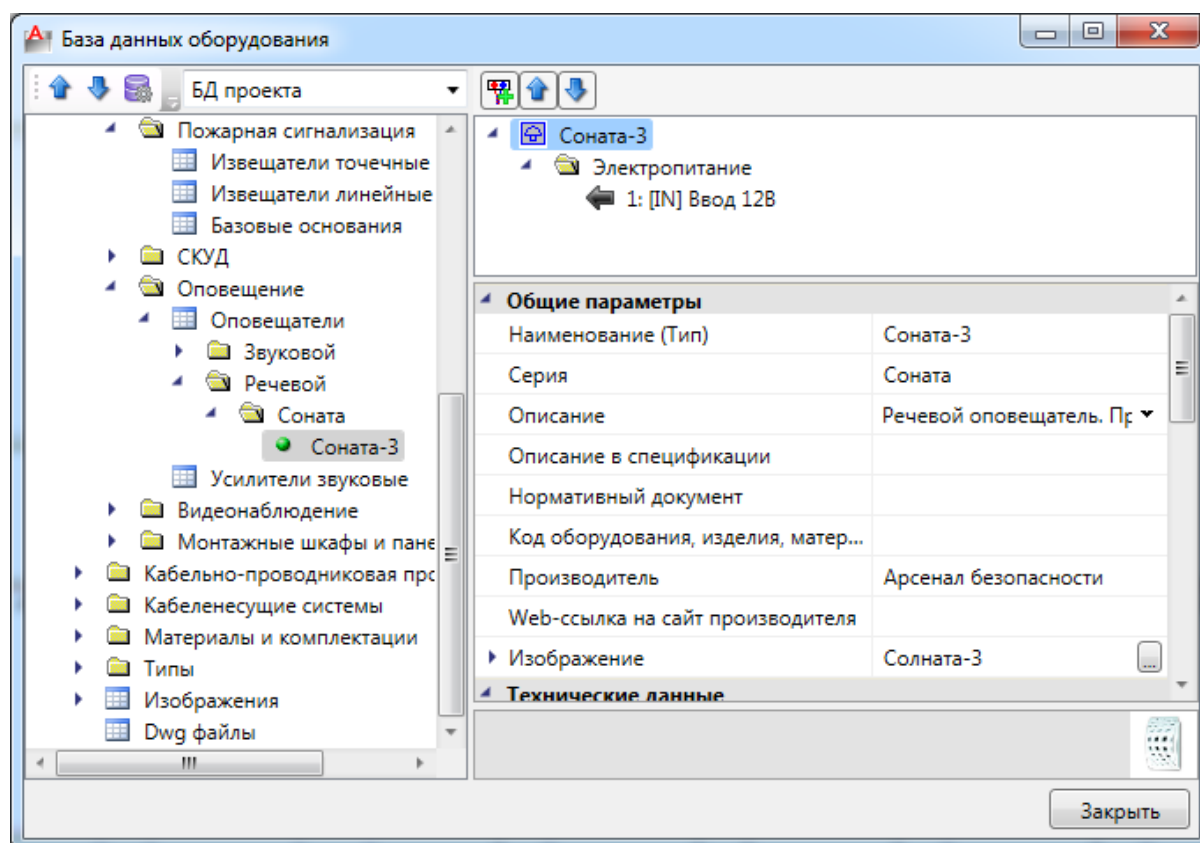 База данных оборудования
БД проекта
Пожарная сигнализация
Извещатели точечные
Извещатели линейные
Базовые основания
СКУД
Оповещение
Оповещатели
Звуковой
Речевой
Соната
Соната-3
Усилители звуковые
Видеонаблюдение
Монтажные шкафы и пане
Кабельно-проводниковая про
Кабеленесущие системы
Материалы и комплектации
Типы
Изображения
Dwg файлы
Соната-3
Электропитание
1: [IN] Ввод 12В
Общие параметры
Наименование (Тип) Соната-3
Серия Соната
Описание Речевой оповещатель. Пр
Описание в спецификации
Нормативный документ
Код оборудования, изделия, матер...
Производитель Арсенал безопасности
Web-ссылка на сайт производителя
Изображение Солната-3 ...
Технические данные
Закрыть